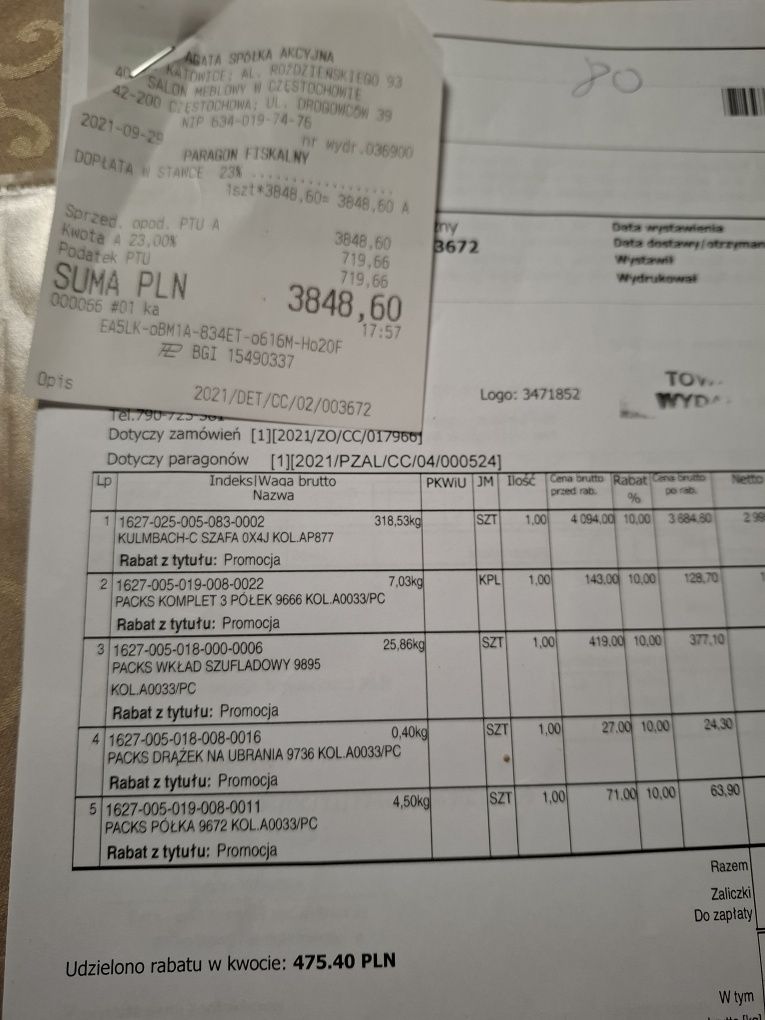 AGATA SPÓŁKA AKCYJNA
40- KATOWICE; AL. ROŹDZIEŃSKIEGO 93
SALON MEBLOWY W CZĘSTOCHOWIE
42-200 CZĘSTOCHOWA; UL. DROGOWCÓW 39
NIP 634-019-74-76
2021-09-29 nr wydr.036900
PARAGON FISKALNY
DOPŁATA W STAWCE 23% ..................
1szt*3848,60= 3848,60 A
Sprzed. opod. PTU A 3848,60
Kwota A 23,00% 719,66
Podatek PTU 719,66
SUMA PLN 3848,60
000066 #01 ka 17:57
EA5LK-oBM1A-834ET-o616M-Ho20F
BGI 15490337
Opis 2021/DET/CC/02/003672
80
zny
3672
Data wystawienia
Data dostawy/otrzyman
Wystawił
Wydrukował
Logo: 3471852
TOW
WYDA
Tel.790-723-561
Dotyczy zamówień [1][2021/ZO/CC/017966]
Dotyczy paragonów [1][2021/PZAL/CC/04/000524]
Lp Indeks|Waga brutto Nazwa PKWiU JM Ilość Cena brutto przed rab. Rabat % Cena brutto po rab. Netto
1 1627-025-005-083-0002 318,53kg SZT 1,00 4 094,00 10,00 3 684,60 2 99
KULMBACH-C SZAFA 0X4J KOL.AP877
Rabat z tytułu: Promocja
2 1627-005-019-008-0022 7,03kg KPL 1,00 143,00 10,00 128,70 1
PACKS KOMPLET 3 PÓŁEK 9666 KOL.A0033/PC
Rabat z tytułu: Promocja
3 1627-005-018-000-0006 25,86kg SZT 1,00 419,00 10,00 377,10
PACKS WKŁAD SZUFLADOWY 9895
KOL.A0033/PC
Rabat z tytułu: Promocja
4 1627-005-018-008-0016 0,40kg SZT 1,00 27,00 10,00 24,30
PACKS DRĄŻEK NA UBRANIA 9736 KOL.A0033/PC
Rabat z tytułu: Promocja
5 1627-005-019-008-0011 4,50kg SZT 1,00 71,00 10,00 63,90
PACKS PÓŁKA 9672 KOL.A0033/PC
Rabat z tytułu: Promocja
Razem
Zaliczki
Do zapłaty
Udzielono rabatu w kwocie: 475.40 PLN
W tym